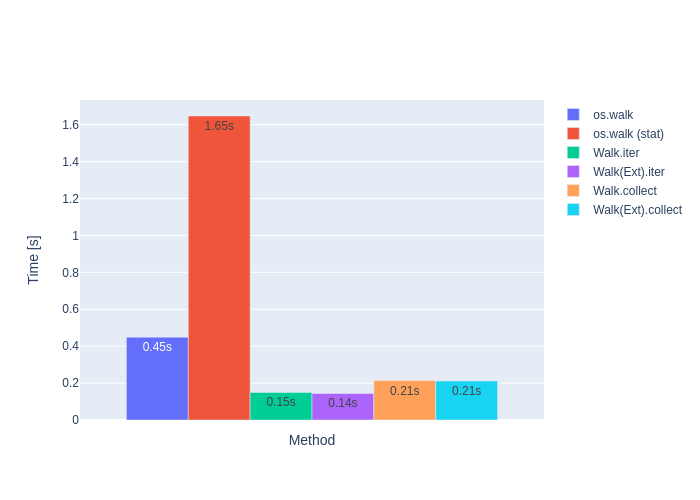 1.6
1.4
1.2
1
0.8
0.6
0.4
0.2
0
Time [s]
0.45s
1.65s
0.15s
0.14s
0.21s
0.21s
Method
os.walk
os.walk (stat)
Walk.iter
Walk(Ext).iter
Walk.collect
Walk(Ext).collect